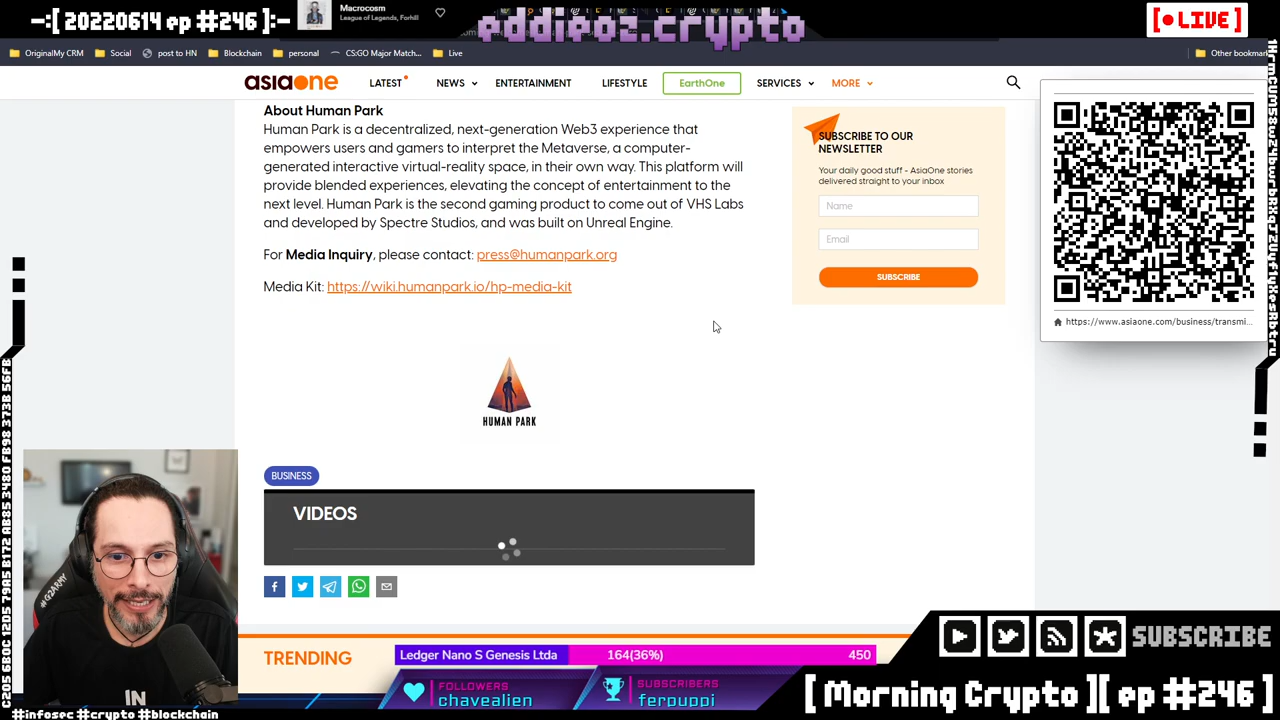 -:[ 20220614 ep #246 ]:-
Macrocosm
League of Legends, Forhill
eddieoz.crypto
[ LIVE ]
OriginalMy CRM
Social
post to HN
Blockchain
personal
CS:GO Major Match...
Live
Other bookmar
asiaone
LATEST
NEWS
ENTERTAINMENT
LIFESTYLE
EarthOne
SERVICES
MORE
About Human Park
Human Park is a decentralized, next-generation Web3 experience that
empowers users and gamers to interpret the Metaverse, a computer-
generated interactive virtual-reality space, in their own way. This platform will
provide blended experiences, elevating the concept of entertainment to the
next level. Human Park is the second gaming product to come out of VHS Labs
and developed by Spectre Studios, and was built on Unreal Engine.
For Media Inquiry, please contact: press@humanpark.org
Media Kit: https://wiki.humanpark.io/hp-media-kit
SUBSCRIBE TO OUR
NEWSLETTER
Your daily good stuff - AsiaOne stories
delivered straight to your inbox
Name
Email
SUBSCRIBE
https://www.asiaone.com/business/transmi...
HUMAN PARK
BUSINESS
VIDEOS
TRENDING
Ledger Nano S Genesis Ltda
164(36%)
450
FOLLOWERS
chavealien
SUBSCRIBERS
ferpuppi
SUBSCRIBE
[ Morning Crypto ][ ep #246 ]
#G2ARMY
IN
#infosec #crypto #blockchain